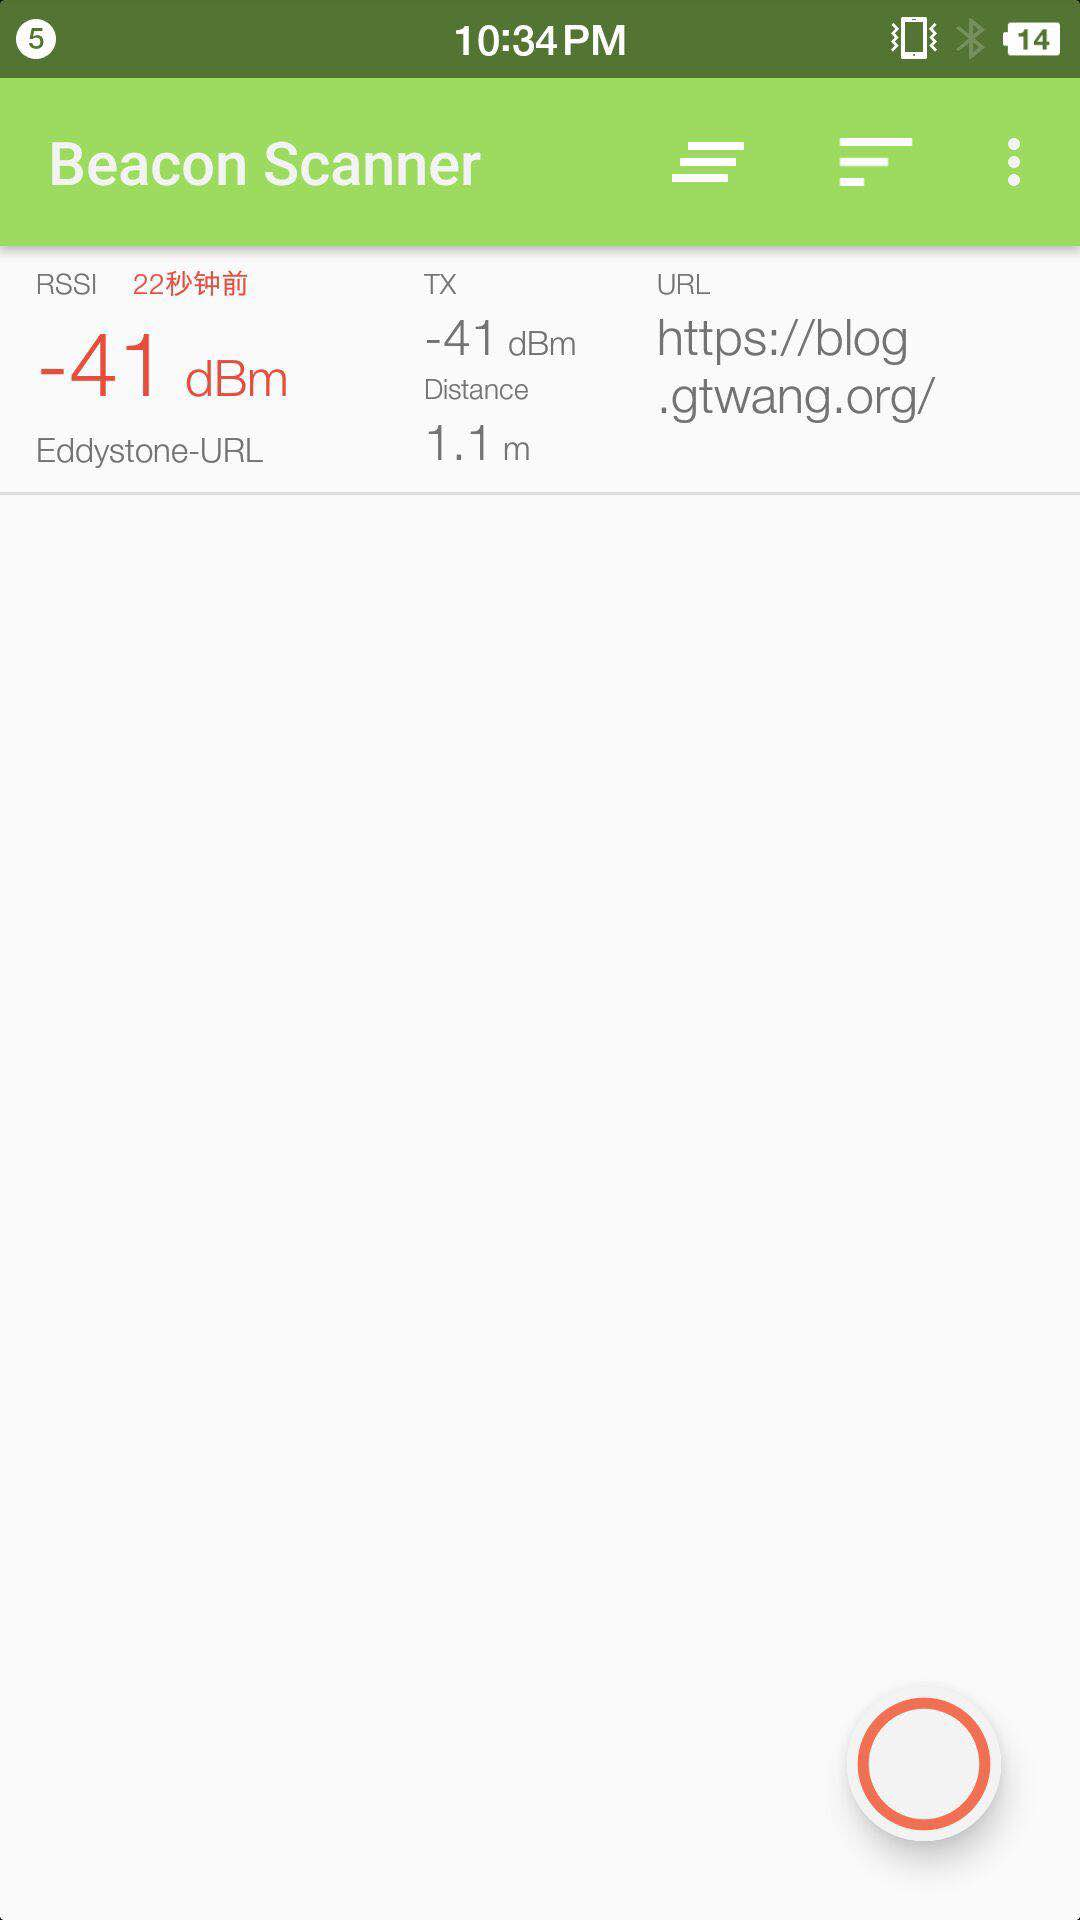 5
10:34 PM
14
Beacon Scanner
RSSI 22秒钟前
-41 dBm
Eddystone-URL
TX
-41 dBm
Distance
1.1 m
URL
https://blog
.gtwang.org/